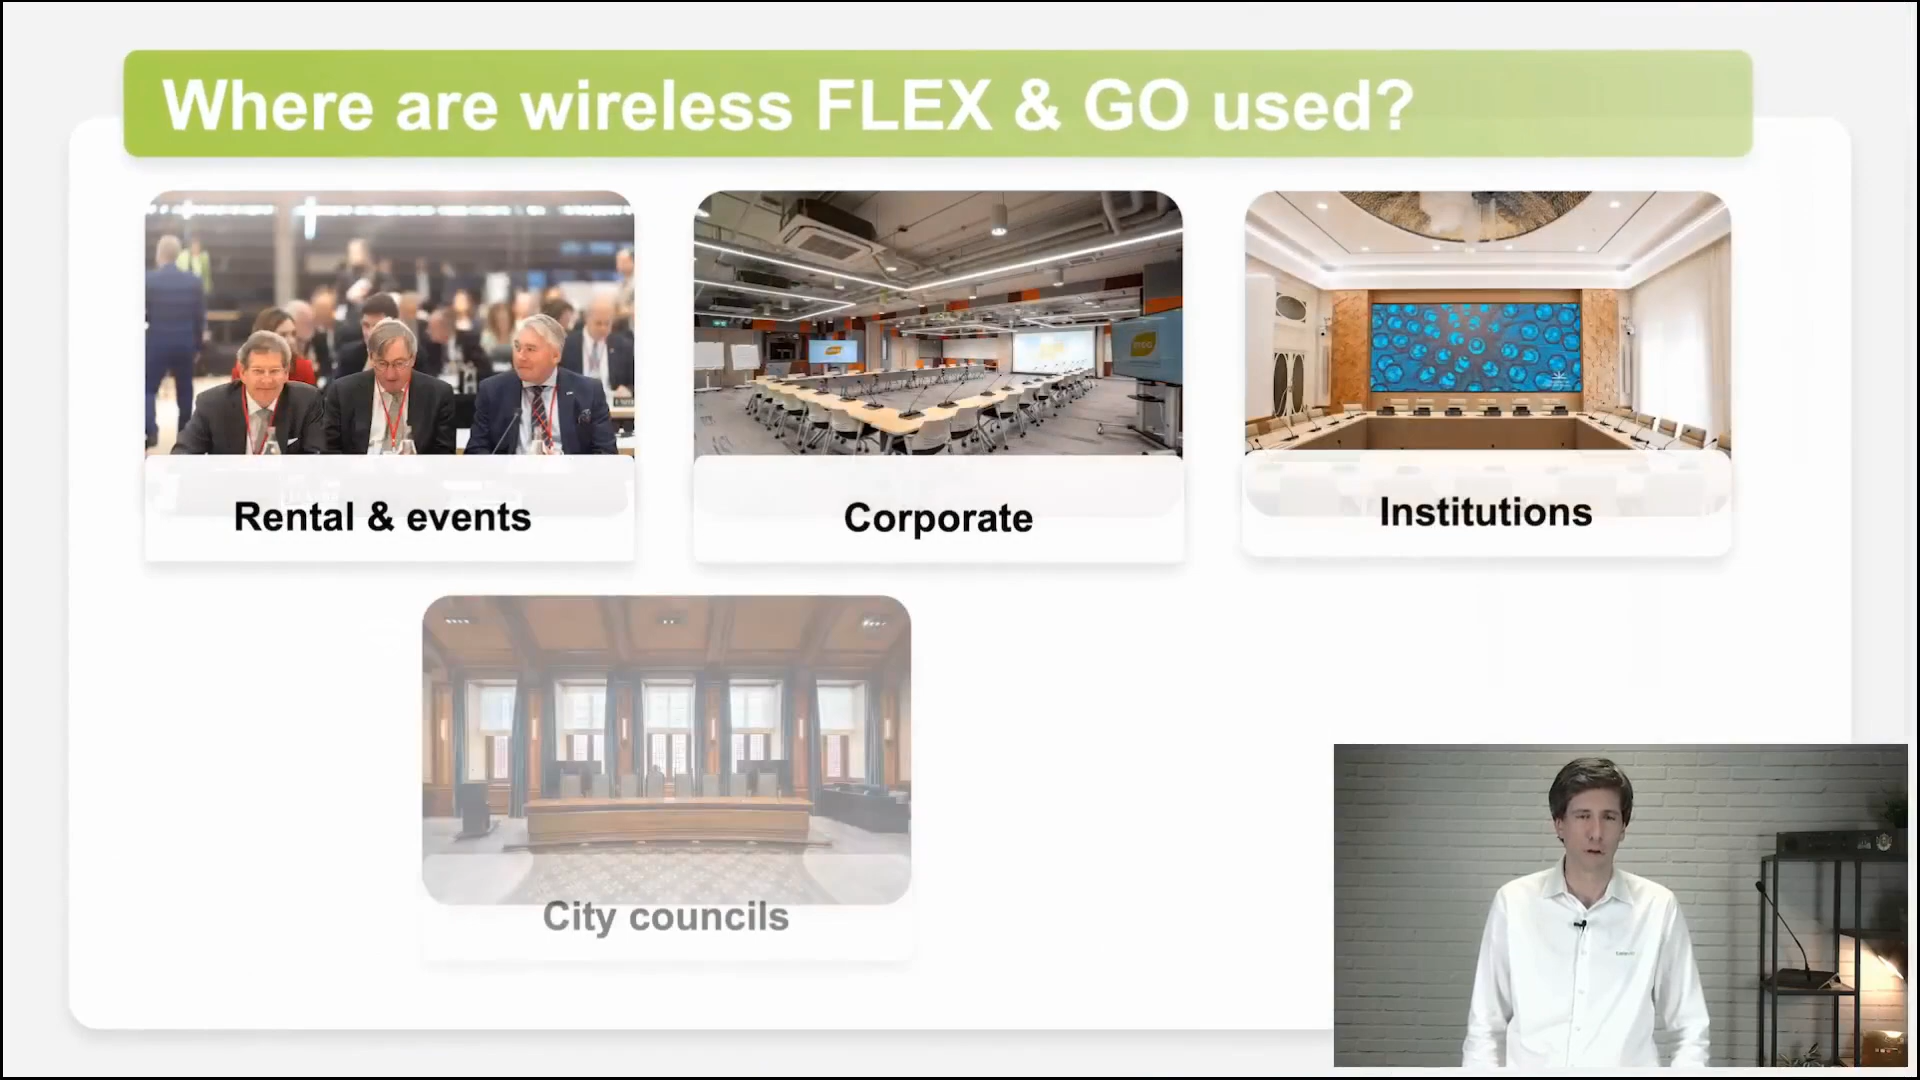 Where are wireless FLEX & GO used?
Rental & events
Corporate
Institutions
City councils